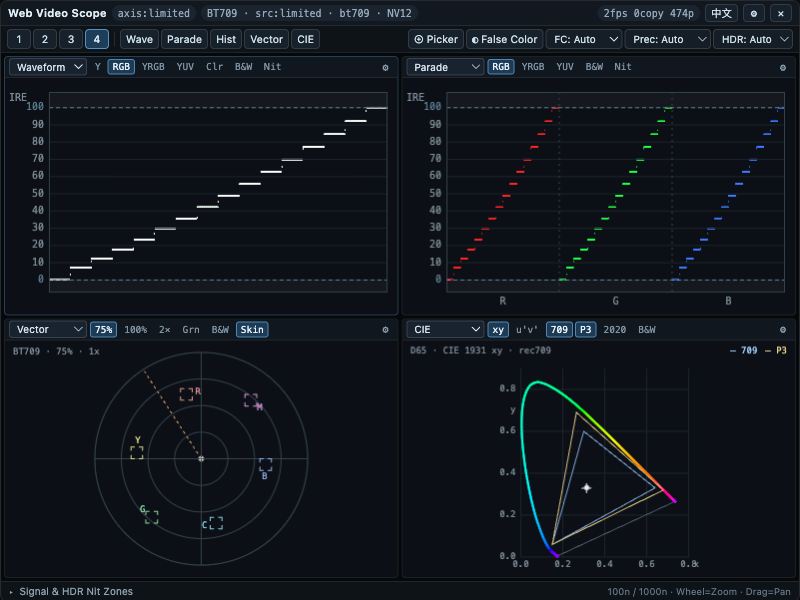 Web Video Scope axis:limited BT709 · src:limited · bt709 · NV12 2fps 0copy 474p 中文 ⚙ ×
1 2 3 4 Wave Parade Hist Vector CIE Picker False Color FC: Auto Prec: Auto HDR: Auto
Waveform Y RGB YRGB YUV Clr B&W Nit
Parade RGB YRGB YUV B&W Nit
IRE
100
90
80
70
60
50
40
30
20
10
0
IRE
100
90
80
70
60
50
40
30
20
10
0
R G B
Vector 75% 100% 2× Grn B&W Skin
CIE xy u'v' 709 P3 2020 B&W
BT709 · 75% · 1x
R
M
Y
B
G
C
D65 · CIE 1931 xy · rec709 — 709 — P3
0.8
y
0.6
0.4
0.2
0.0
0.0 0.2 0.4 0.6 0.8x
Signal & HDR Nit Zones 100n / 1000n · Wheel=Zoom · Drag=Pan